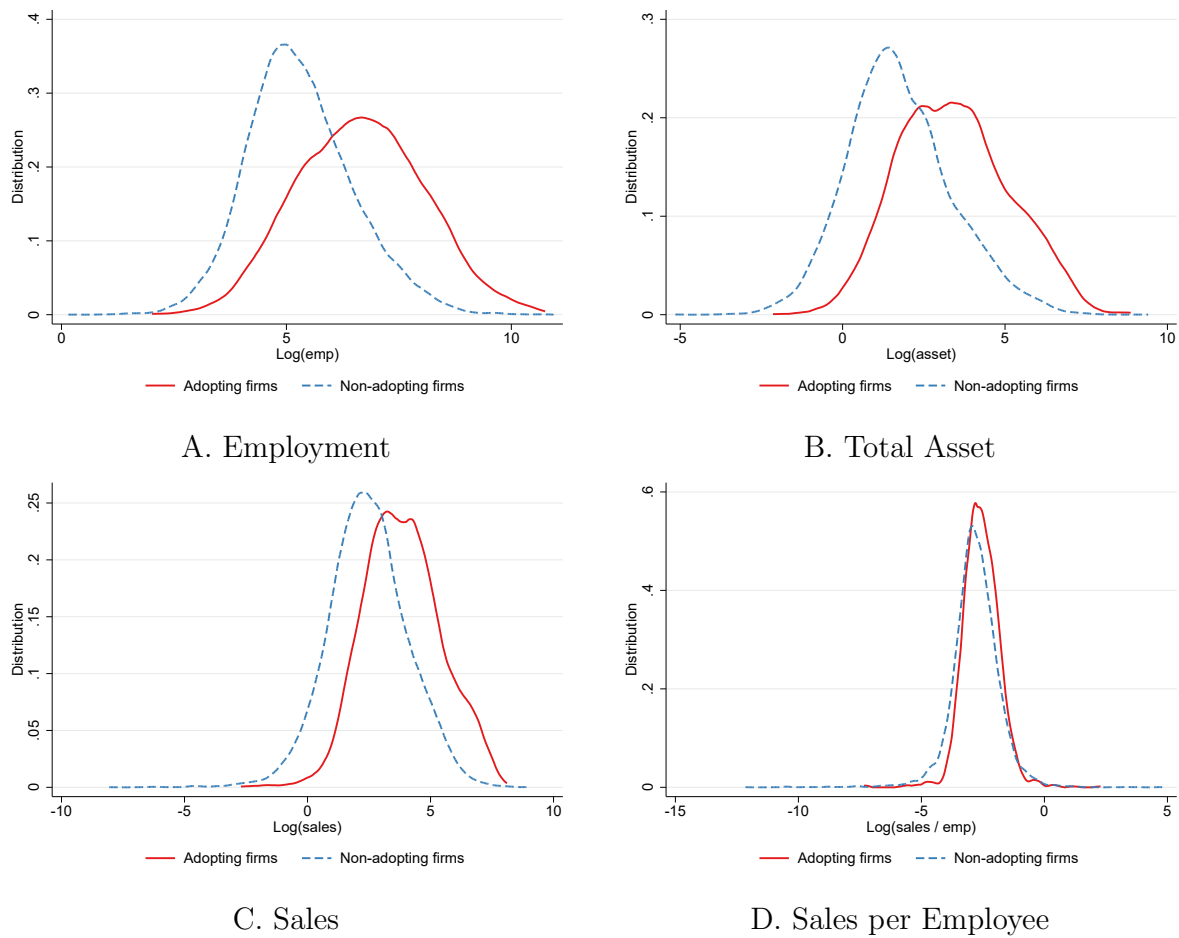 .4
.3
.2
.1
0
Distribution
0 5 10
Log(emp)
Adopting firms Non-adopting firms
A. Employment
.3
.2
.1
0
Distribution
-5 0 5 10
Log(asset)
Adopting firms Non-adopting firms
B. Total Asset
.25
.2
.15
.1
.05
0
Distribution
-10 -5 0 5 10
Log(sales)
Adopting firms Non-adopting firms
C. Sales
.6
.4
.2
0
Distribution
-15 -10 -5 0 5
Log(sales / emp)
Adopting firms Non-adopting firms
D. Sales per Employee